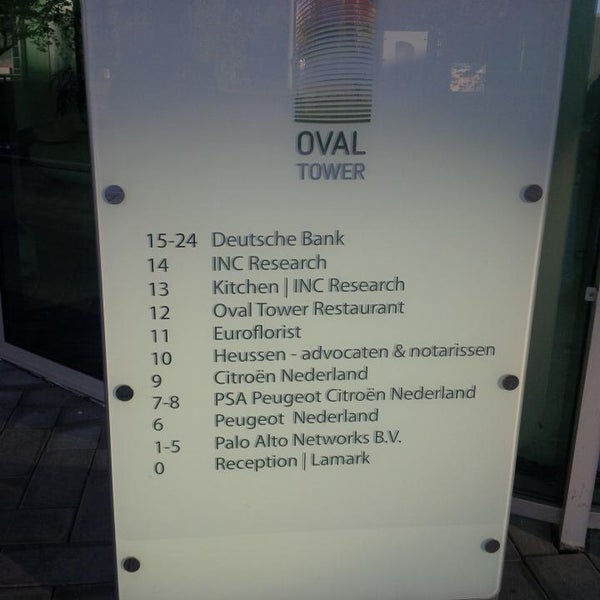 OVAL
TOWER
15-24 Deutsche Bank
14 INC Research
13 Kitchen | INC Research
12 Oval Tower Restaurant
11 Euroflorist
10 Heussen - advocaten & notarissen
9 Citroën Nederland
7-8 PSA Peugeot Citroën Nederland
6 Peugeot Nederland
1-5 Palo Alto Networks B.V.
0 Reception | Lamark